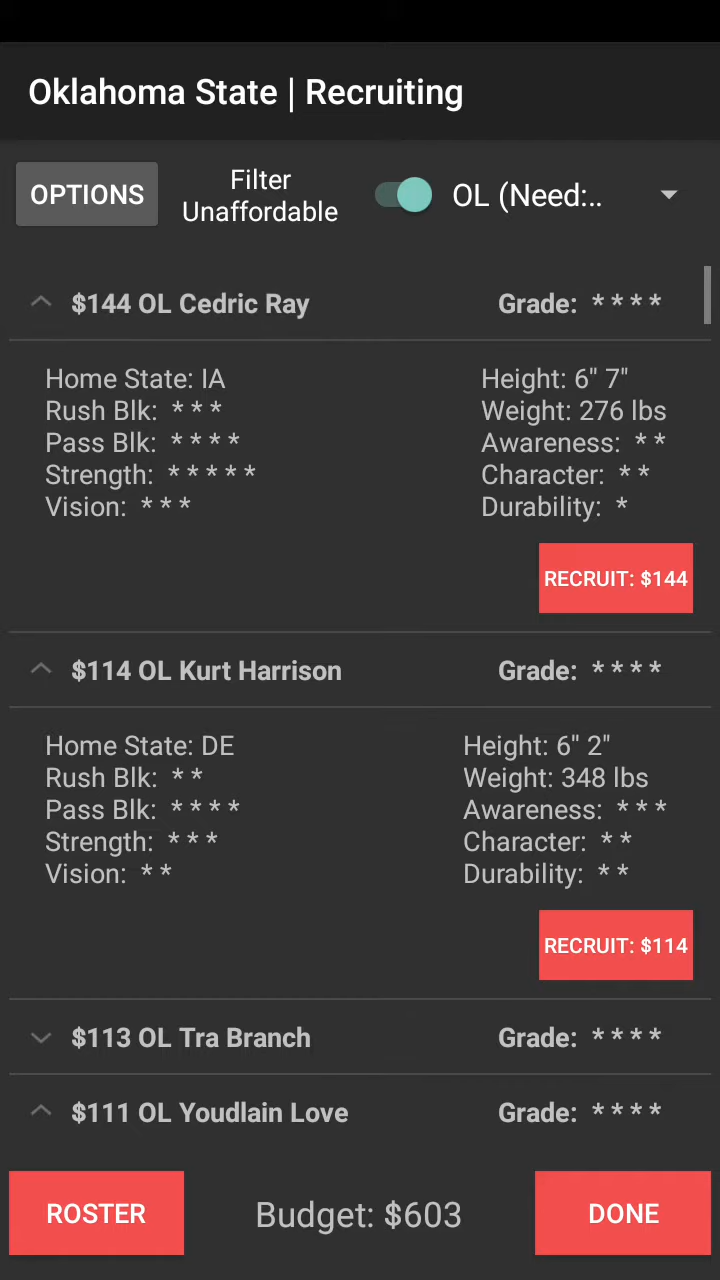 Oklahoma State | Recruiting
OPTIONS
Filter
Unaffordable
OL (Need:..
$144 OL Cedric Ray Grade: * * * *
Home State: IA Height: 6" 7"
Rush Blk: * * * Weight: 276 lbs
Pass Blk: * * * * Awareness: * *
Strength: * * * * * Character: * *
Vision: * * * Durability: *
RECRUIT: $144
$114 OL Kurt Harrison Grade: * * * *
Home State: DE Height: 6" 2"
Rush Blk: * * Weight: 348 lbs
Pass Blk: * * * * Awareness: * * *
Strength: * * * Character: * *
Vision: * * Durability: * *
RECRUIT: $114
$113 OL Tra Branch Grade: * * * *
$111 OL Youdlain Love Grade: * * * *
ROSTER Budget: $603 DONE